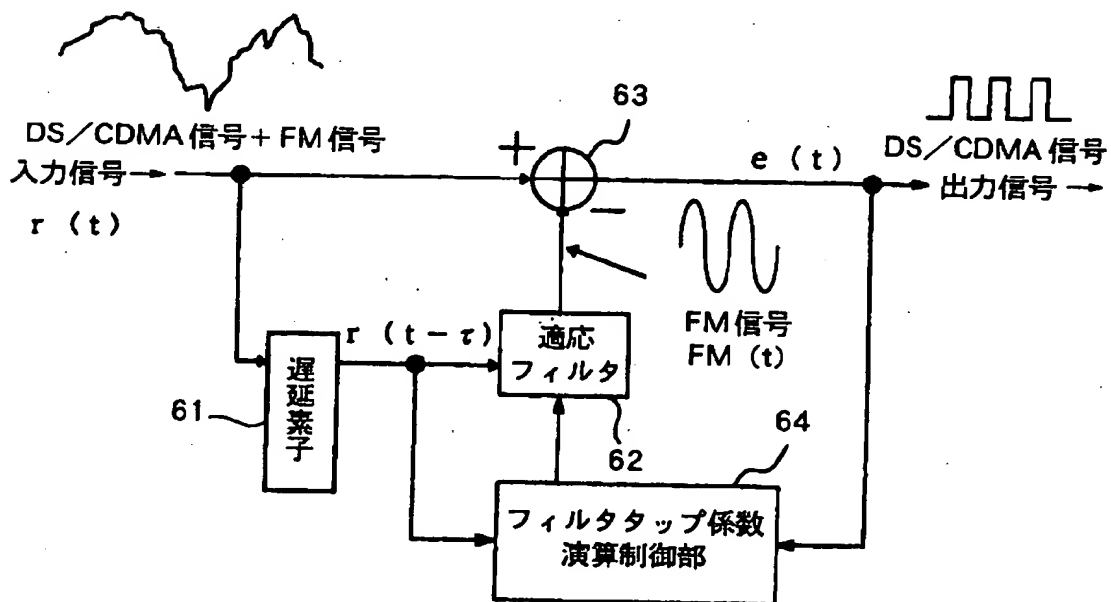 DS/CDMA信号+FM信号
入力信号→
r (t)
+
63
−
e (t)
DS/CDMA信号
出力信号→
FM信号
FM (t)
r (t−τ)
適応
フィルタ
62
遅延素子
61
64
フィルタタップ係数
演算制御部